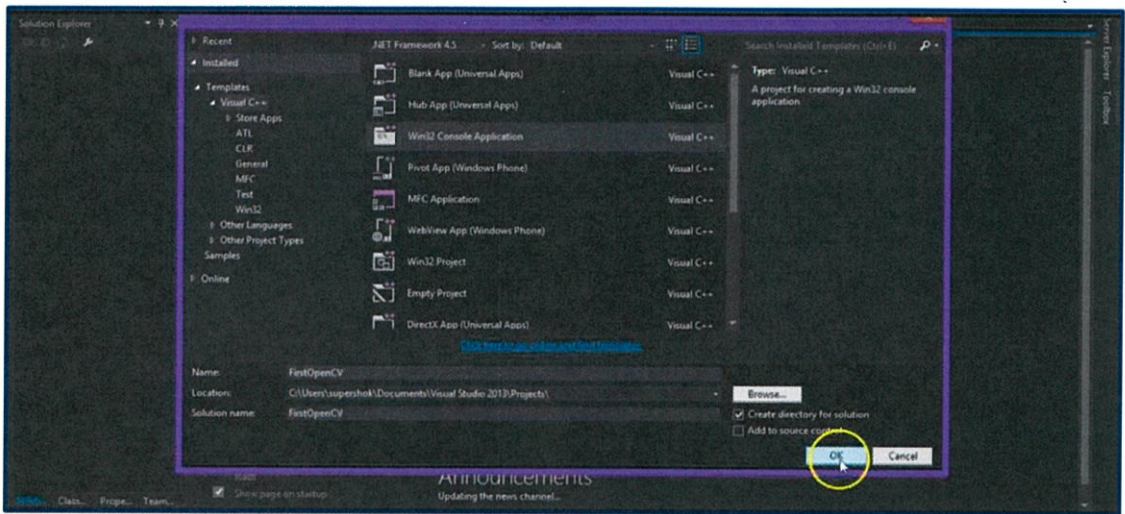 Solution Explorer
Recent
Installed
Templates
Visual C++
Store Apps
ATL
CLR
General
MFC
Test
Win32
Other Languages
Other Project Types
Samples
Online
.NET Framework 4.5 Sort by: Default
Blank App (Universal Apps) Visual C++
Hub App (Universal Apps) Visual C++
Win32 Console Application Visual C++
Pivot App (Windows Phone) Visual C++
MFC Application Visual C++
WebView App (Windows Phone) Visual C++
Win32 Project Visual C++
Empty Project Visual C++
DirectX App (Universal Apps) Visual C++
Click here to go online and find templates.
Search Installed Templates (Ctrl+E)
Type: Visual C++
A project for creating a Win32 console
application
Server Explorer
Toolbox
Name: FirstOpenCV
Location: C:\Users\supershok\Documents\Visual Studio 2013\Projects\
Browse...
Solution name: FirstOpenCV
Create directory for solution
Add to source control
OK Cancel
Announcements
Show page on startup
Updating the news channel...
Class... Prope... Team...